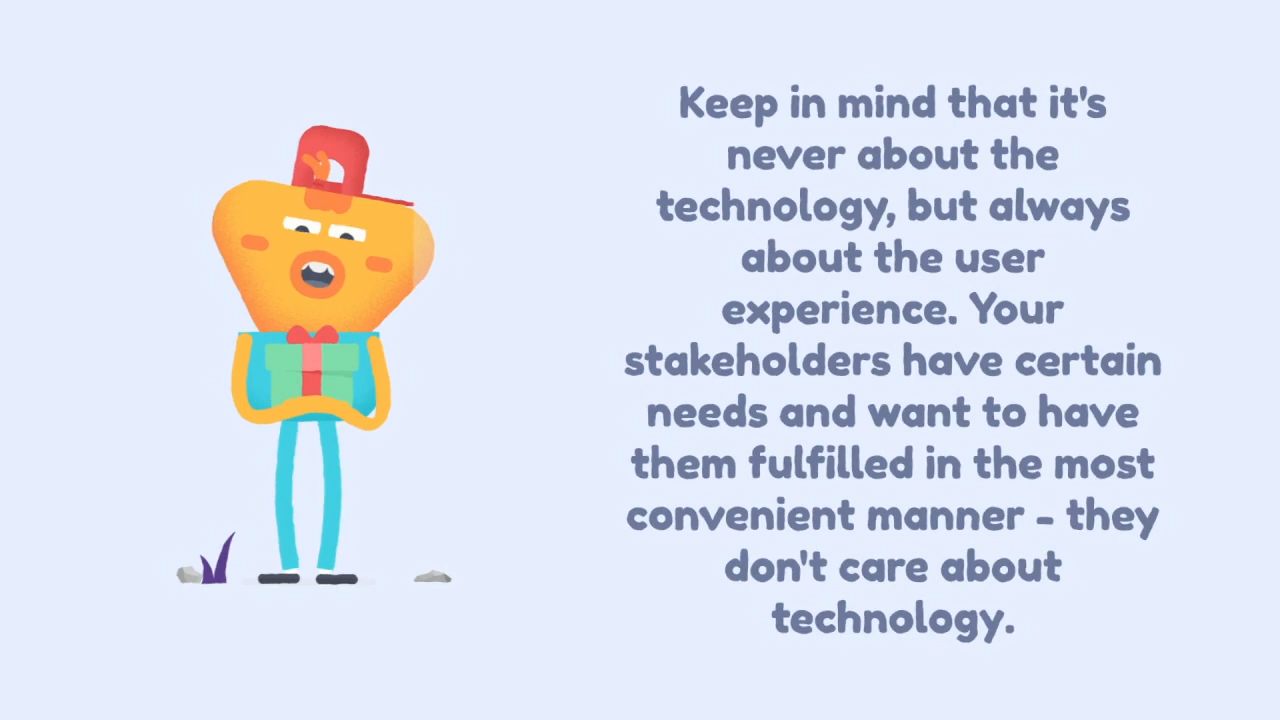 Keep in mind that it's
never about the
technology, but always
about the user
experience. Your
stakeholders have certain
needs and want to have
them fulfilled in the most
convenient manner - they
don't care about
technology.